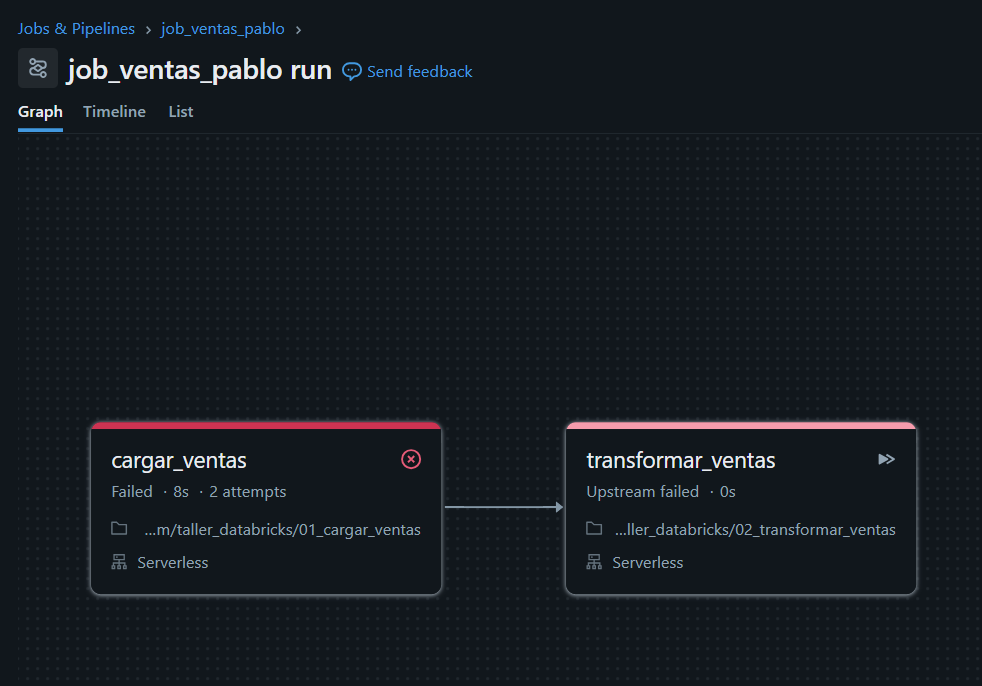 Jobs & Pipelines › job_ventas_pablo ›
job_ventas_pablo run Send feedback
Graph Timeline List
cargar_ventas
Failed · 8s · 2 attempts
...m/taller_databricks/01_cargar_ventas
Serverless
transformar_ventas
Upstream failed · 0s
...ller_databricks/02_transformar_ventas
Serverless